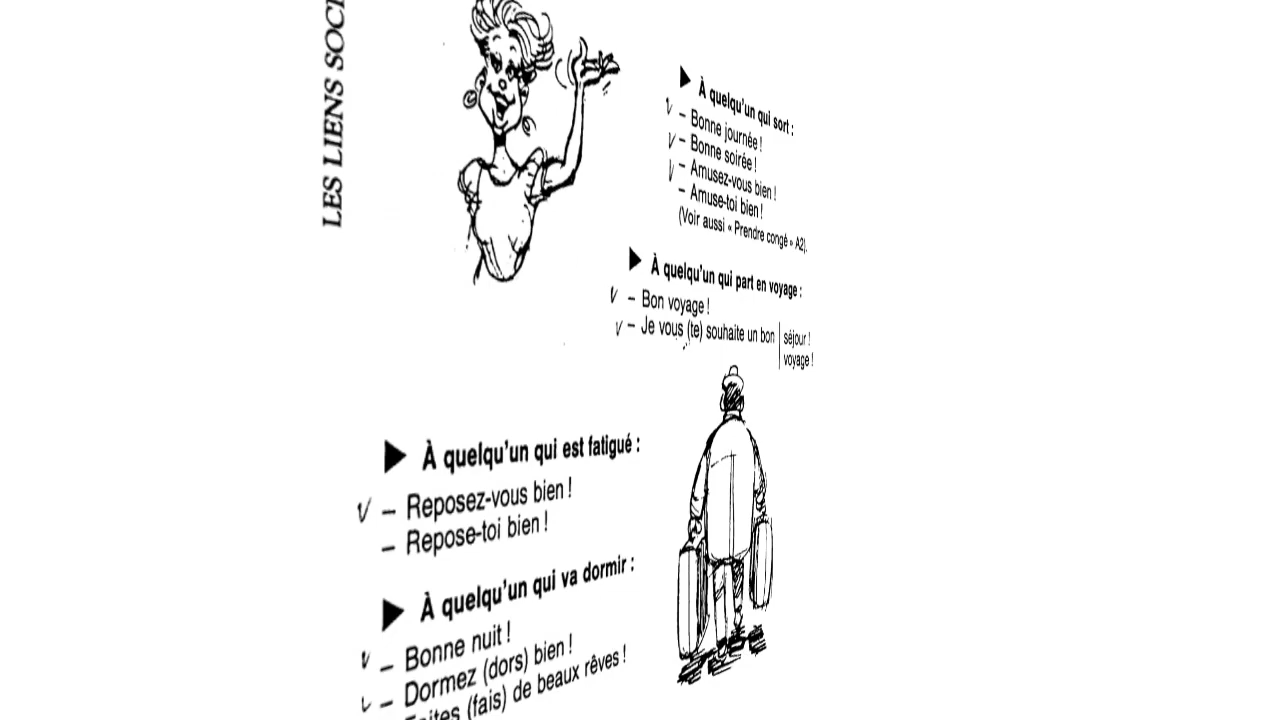 LES LIENS
À quelqu'un qui sort :
– Bonne journée !
– Bonne soirée !
– Amusez-vous bien !
– Amuse-toi bien !
(Voir aussi « Prendre congé » A2).
À quelqu'un qui part en voyage :
– Bon voyage !
– Je vous (te) souhaite un bon séjour !
voyage !
À quelqu'un qui est fatigué :
– Reposez-vous bien !
– Repose-toi bien !
À quelqu'un qui va dormir :
– Bonne nuit !
– Dormez (dors) bien !
(fais) de beaux rêves !